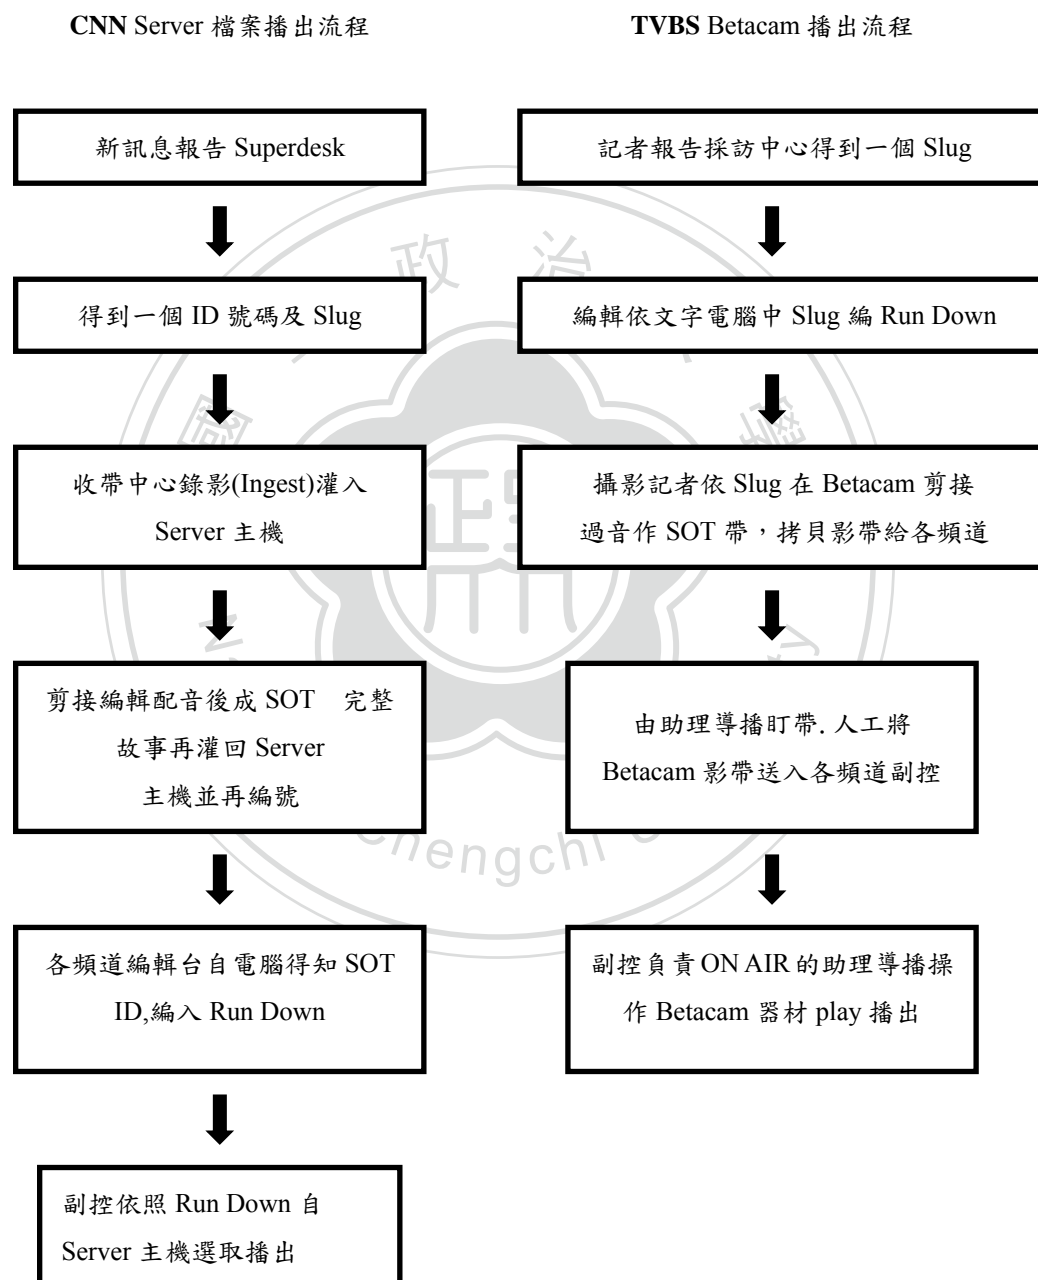 CNN Server 檔案播出流程
新訊息報告 Superdesk
得到一個 ID 號碼及 Slug
收帶中心錄影(Ingest)灌入
Server 主機
剪接編輯配音後成 SOT 完整
故事再灌回 Server
主機並再編號
各頻道編輯台自電腦得知 SOT
ID,編入 Run Down
副控依照 Run Down 自
Server 主機選取播出
TVBS Betacam 播出流程
記者報告採訪中心得到一個 Slug
編輯依文字電腦中 Slug 編 Run Down
攝影記者依 Slug 在 Betacam 剪接
過音作 SOT 帶，拷貝影帶給各頻道
由助理導播盯帶.人工將
Betacam 影帶送入各頻道副控
副控負責 ON AIR 的助理導播操
作 Betacam 器材 play 播出
政治
hengchi